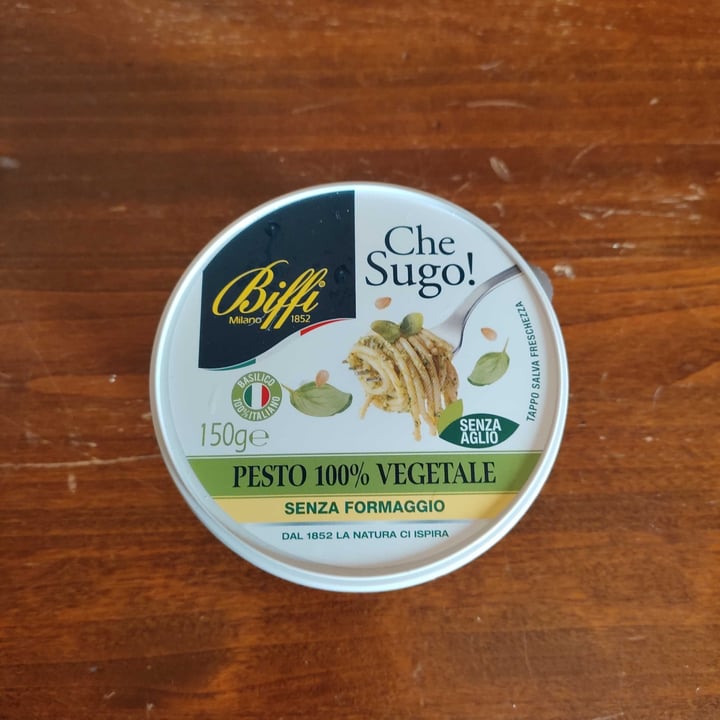 Che
Sugo!
Biffi®
Milano 1852
TAPPO SALVA FRESCHEZZA
BASILICO
100% ITALIANO
150g℮
SENZA
AGLIO
PESTO 100% VEGETALE
SENZA FORMAGGIO
DAL 1852 LA NATURA CI ISPIRA